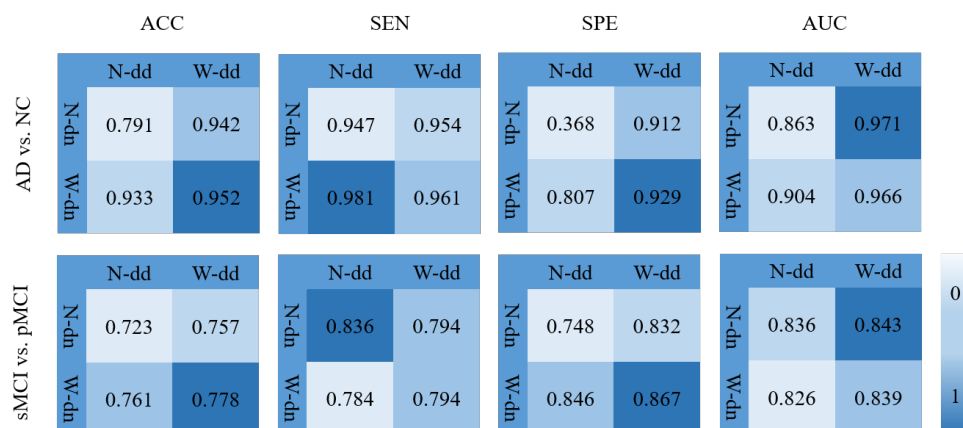 ACC SEN SPE AUC
AD vs. NC
N-dd W-dd N-dd W-dd N-dd W-dd N-dd W-dd
N-dn 0.791 0.942 N-dn 0.947 0.954 N-dn 0.368 0.912 N-dn 0.863 0.971
W-dn 0.933 0.952 W-dn 0.981 0.961 W-dn 0.807 0.929 W-dn 0.904 0.966
sMCI vs. pMCI
N-dd W-dd N-dd W-dd N-dd W-dd N-dd W-dd
N-dn 0.723 0.757 N-dn 0.836 0.794 N-dn 0.748 0.832 N-dn 0.836 0.843
W-dn 0.761 0.778 W-dn 0.784 0.794 W-dn 0.846 0.867 W-dn 0.826 0.839
0
1